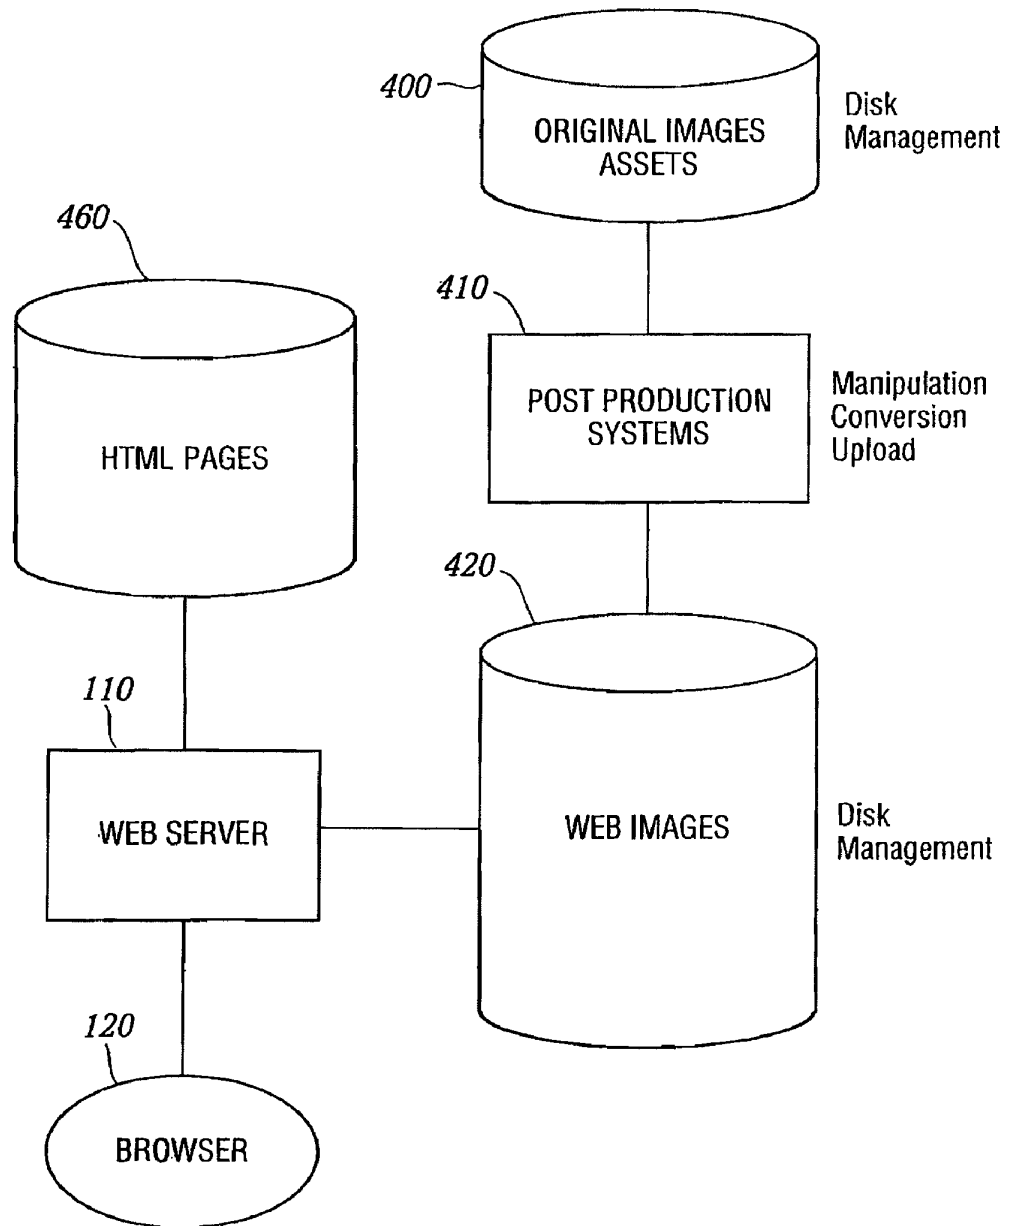 400
ORIGINAL IMAGES
ASSETS
Disk
Management
460
HTML PAGES
410
POST PRODUCTION
SYSTEMS
Manipulation
Conversion
Upload
420
WEB IMAGES
Disk
Management
110
WEB SERVER
120
BROWSER